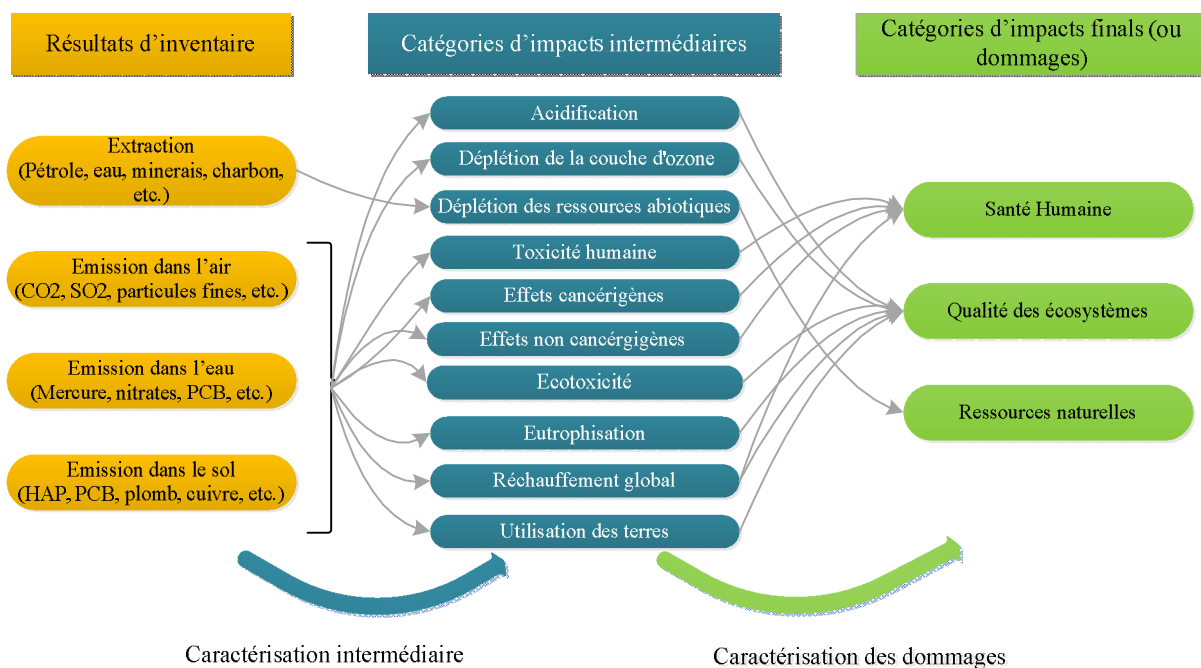 Résultats d’inventaire
Catégories d’impacts intermédiaires
Catégories d’impacts finals (ou
dommages)
Extraction
(Pétrole, eau, minerais, charbon,
etc.)
Emission dans l’air
(CO2, SO2, particules fines, etc.)
Emission dans l’eau
(Mercure, nitrates, PCB, etc.)
Emission dans le sol
(HAP, PCB, plomb, cuivre, etc.)
Acidification
Déplétion de la couche d'ozone
Déplétion des ressources abiotiques
Toxicité humaine
Effets cancérigènes
Effets non cancérgigènes
Ecotoxicité
Eutrophisation
Réchauffement global
Utilisation des terres
Santé Humaine
Qualité des écosystèmes
Ressources naturelles
Caractérisation intermédiaire
Caractérisation des dommages